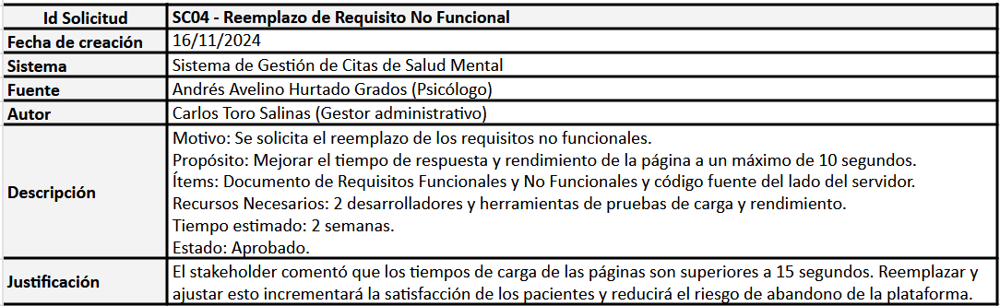 Id Solicitud SC04 - Reemplazo de Requisito No Funcional
Fecha de creación 16/11/2024
Sistema Sistema de Gestión de Citas de Salud Mental
Fuente Andrés Avelino Hurtado Grados (Psicólogo)
Autor Carlos Toro Salinas (Gestor administrativo)
Descripción
Motivo: Se solicita el reemplazo de los requisitos no funcionales.
Propósito: Mejorar el tiempo de respuesta y rendimiento de la página a un máximo de 10 segundos.
Ítems: Documento de Requisitos Funcionales y No Funcionales y código fuente del lado del servidor.
Recursos Necesarios: 2 desarrolladores y herramientas de pruebas de carga y rendimiento.
Tiempo estimado: 2 semanas.
Estado: Aprobado.
Justificación
El stakeholder comentó que los tiempos de carga de las páginas son superiores a 15 segundos. Reemplazar y
ajustar esto incrementará la satisfacción de los pacientes y reducirá el riesgo de abandono de la plataforma.